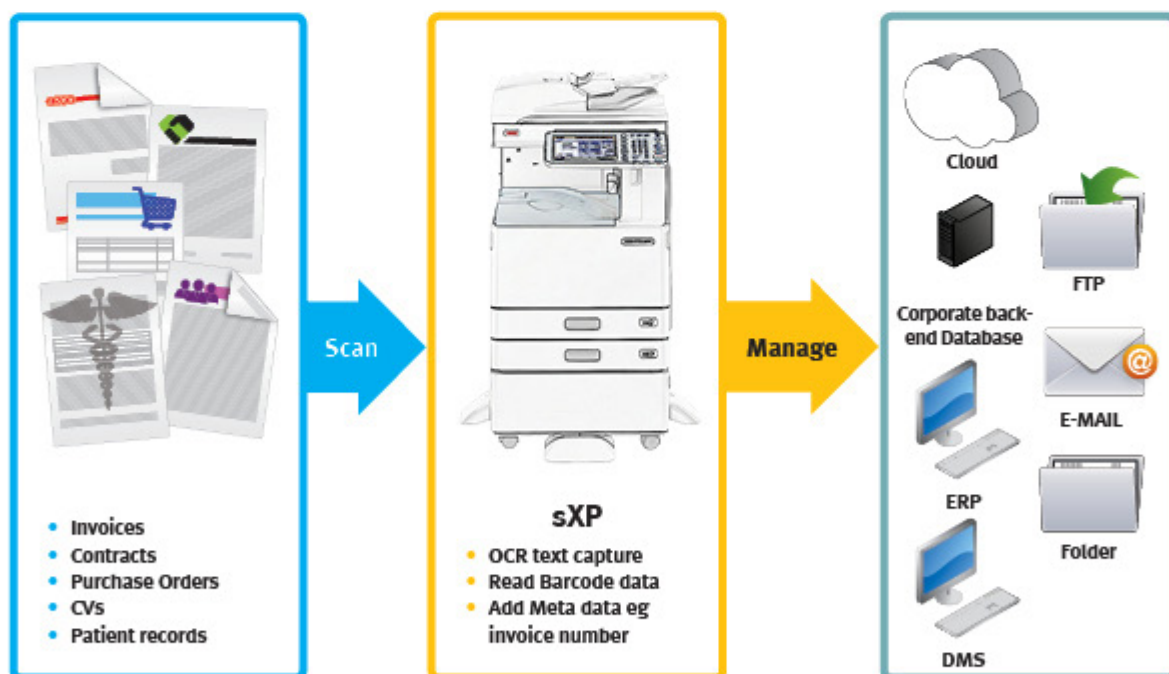 Invoices
Contracts
Purchase Orders
CVs
Patient records
Scan
sXP
OCR text capture
Read Barcode data
Add Meta data eg
invoice number
Manage
Cloud
FTP
Corporate back-
end Database
E-MAIL
@
ERP
Folder
DMS